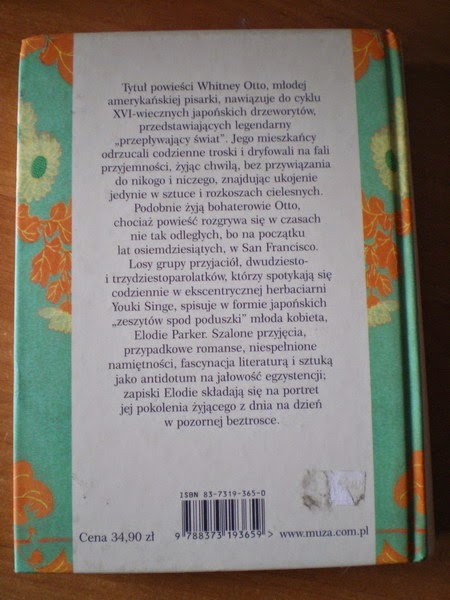 Tytuł powieści Whitney Otto, młodej
amerykańskiej pisarki, nawiązuje do cyklu
XVI-wiecznych japońskich drzeworytów,
przedstawiających legendarny
„przepływający świat”. Jego mieszkańcy
odrzucali codzienne troski i dryfowali na fali
przyjemności, żyjąc chwilą, bez przywiązania
do nikogo i niczego, znajdując ukojenie
jedynie w sztuce i rozkoszach cielesnych.
Podobnie żyją bohaterowie Otto,
chociaż powieść rozgrywa się w czasach
nie tak odległych, bo na początku
lat osiemdziesiątych, w San Francisco.
Losy grupy przyjaciół, dwudziesto-
i trzydziestoparolatków, którzy spotykają się
codziennie w ekscentrycznej herbaciarni
Youki Singe, spisuje w formie japońskich
„zeszytów spod poduszki” młoda kobieta,
Elodie Parker. Szalone przyjęcia,
przypadkowe romanse, niespełnione
namiętności, fascynacja literaturą i sztuką
jako antidotum na jałowość egzystencji;
zapiski Elodie składają się na portret
jej pokolenia żyjącego z dnia na dzień
w pozornej beztrosce.
ISBN 83-7319-365-0
Cena 34,90 zł
9 788373 193659 >
www.muza.com.pl